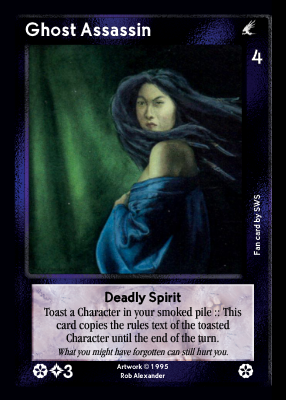 Ghost Assassin
4
Fan card by SWS
Deadly Spirit
Toast a Character in your smoked pile :: This
card copies the rules text of the toasted
Character until the end of the turn.
What you might have forgotten can still hurt you.
3
Artwork © 1995
Rob Alexander